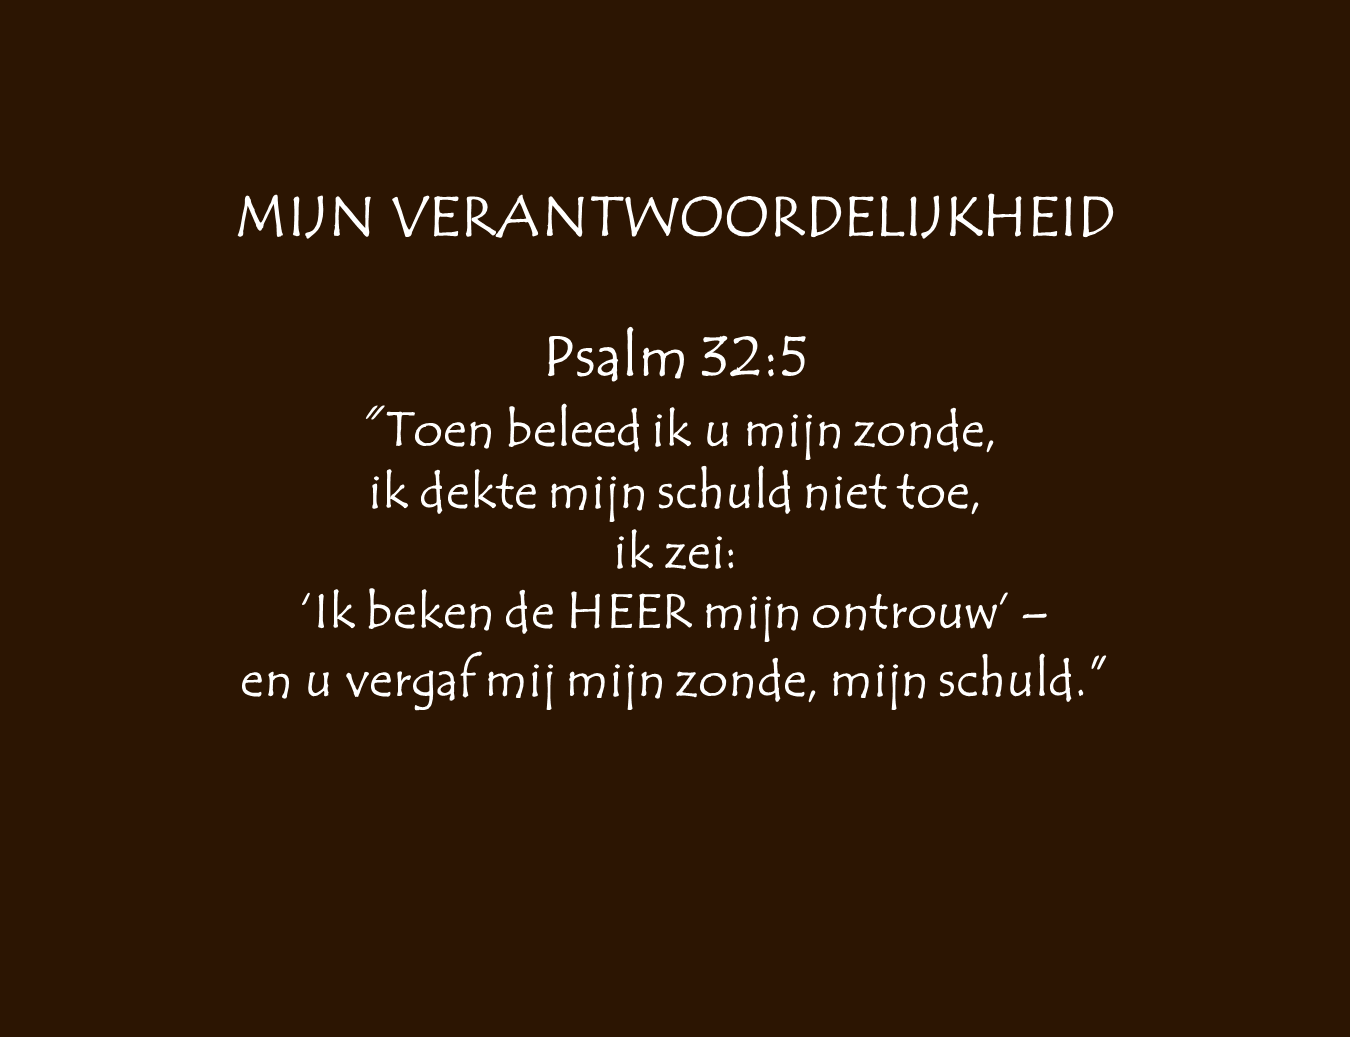 MIJN VERANTWOORDELIJKHEID
Psalm 32:5
"Toen beleed ik u mijn zonde,
ik dekte mijn schuld niet toe,
ik zei:
'Ik beken de HEER mijn ontrouw' –
en u vergaf mij mijn zonde, mijn schuld."